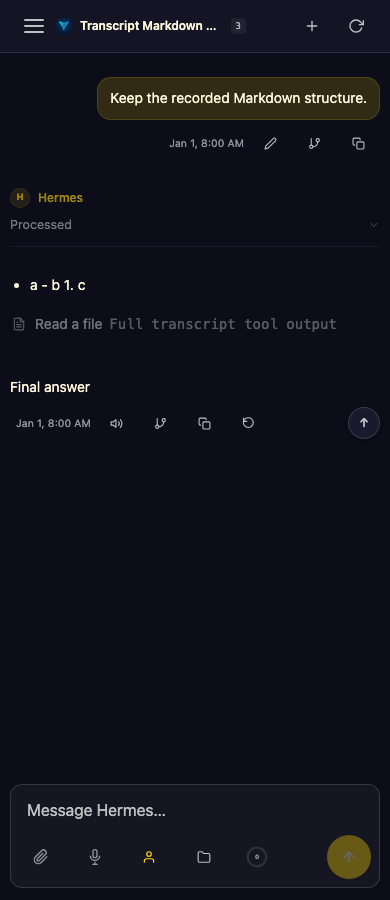 Transcript Markdown ... 3
Keep the recorded Markdown structure.
Jan 1, 8:00 AM
H Hermes
Processed
• a - b 1. c
Read a file Full transcript tool output
Final answer
Jan 1, 8:00 AM
Message Hermes...
0